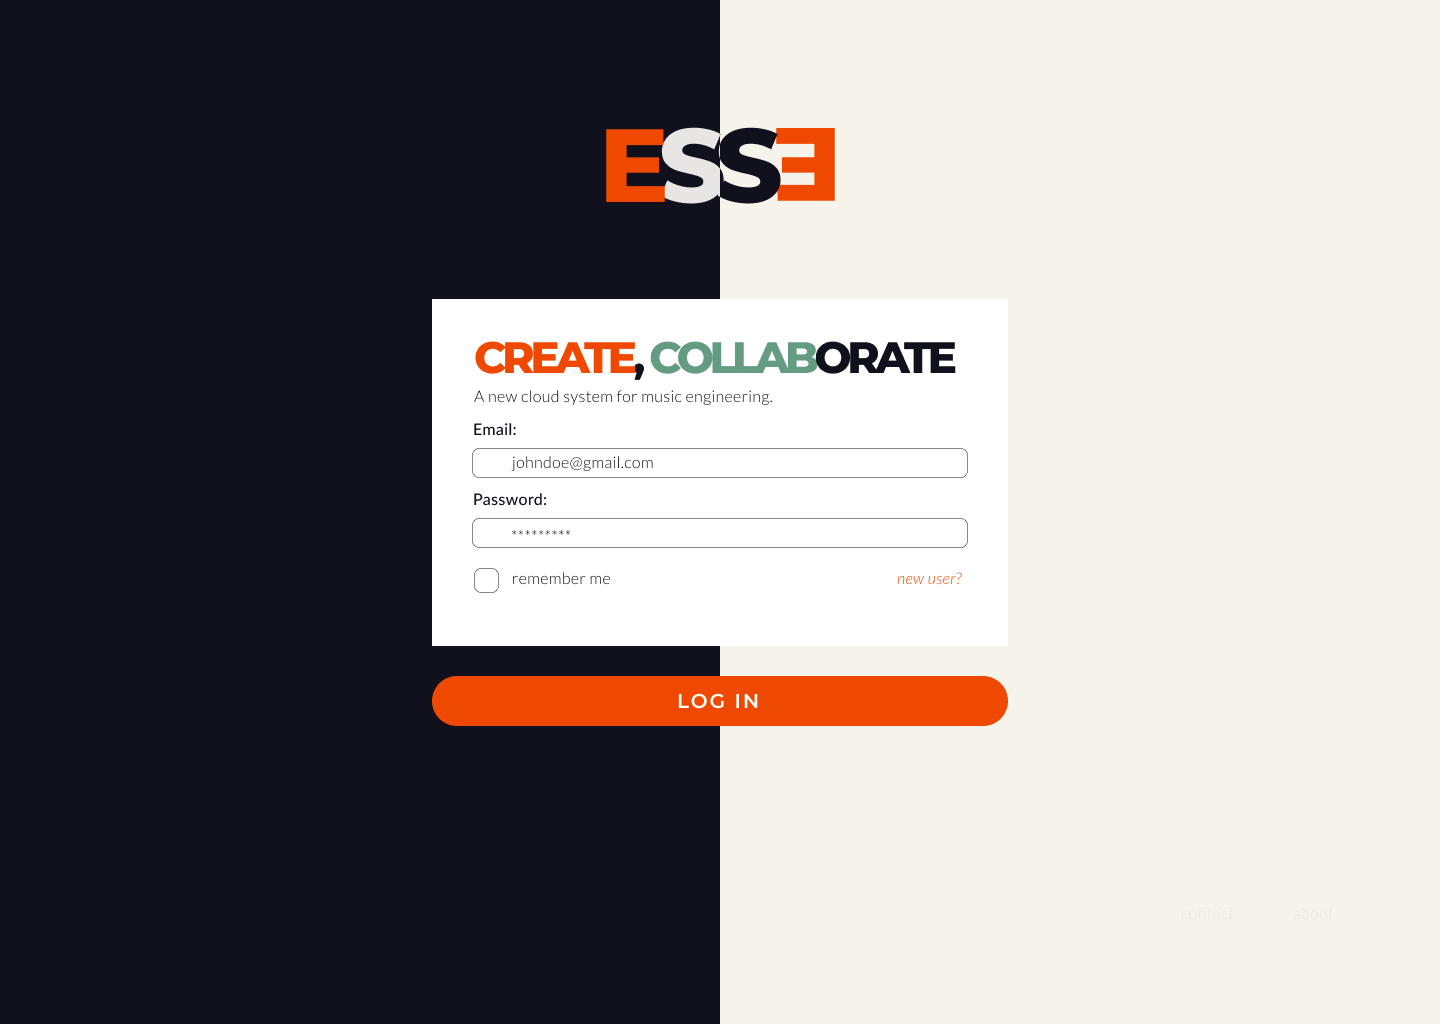 ESSE
CREATE, COLLABORATE
A new cloud system for music engineering.
Email:
johndoe@gmail.com
Password:
*********
remember me new user?
LOG IN
contact about